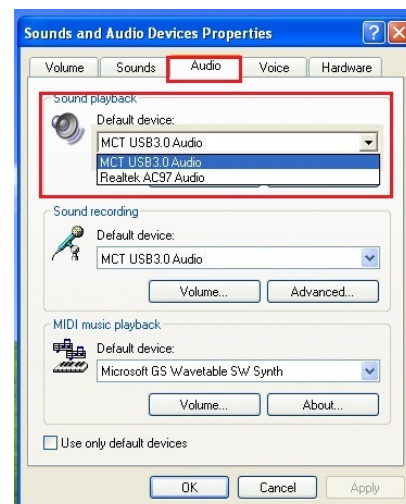 Sounds and Audio Devices Properties
Volume Sounds Audio Voice Hardware
Sound playback
Default device:
MCT USB3.0 Audio
MCT USB3.0 Audio
Realtek AC97 Audio
Sound recording
Default device:
MCT USB3.0 Audio
Volume... Advanced...
MIDI music playback
Default device:
Microsoft GS Wavetable SW Synth
Volume... About...
Use only default devices
OK Cancel Apply